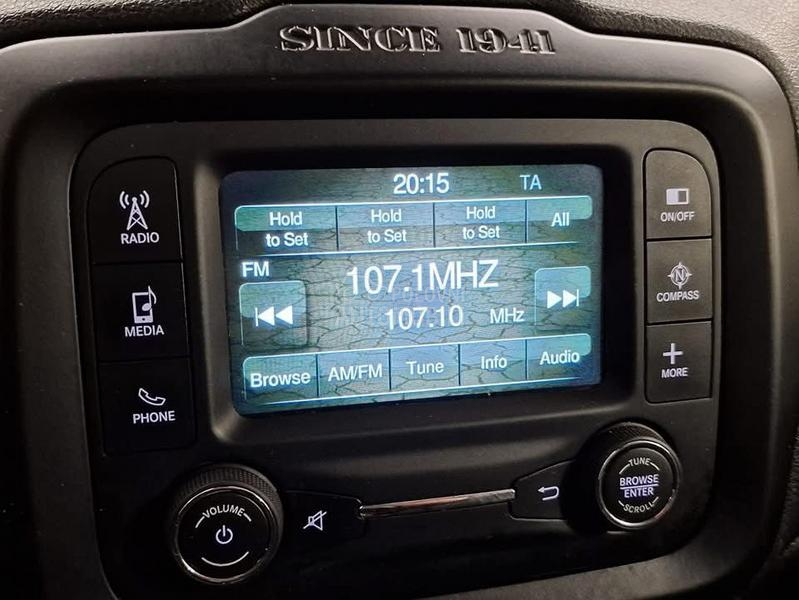 SINCE 1941
20:15 TA
Hold to Set
Hold to Set
Hold to Set
All
FM
107.1MHZ
107.10 MHz
Browse AM/FM Tune Info Audio
RADIO
MEDIA
PHONE
ON/OFF
N
COMPASS
MORE
VOLUME
TUNE
BROWSE
ENTER
SCROLL